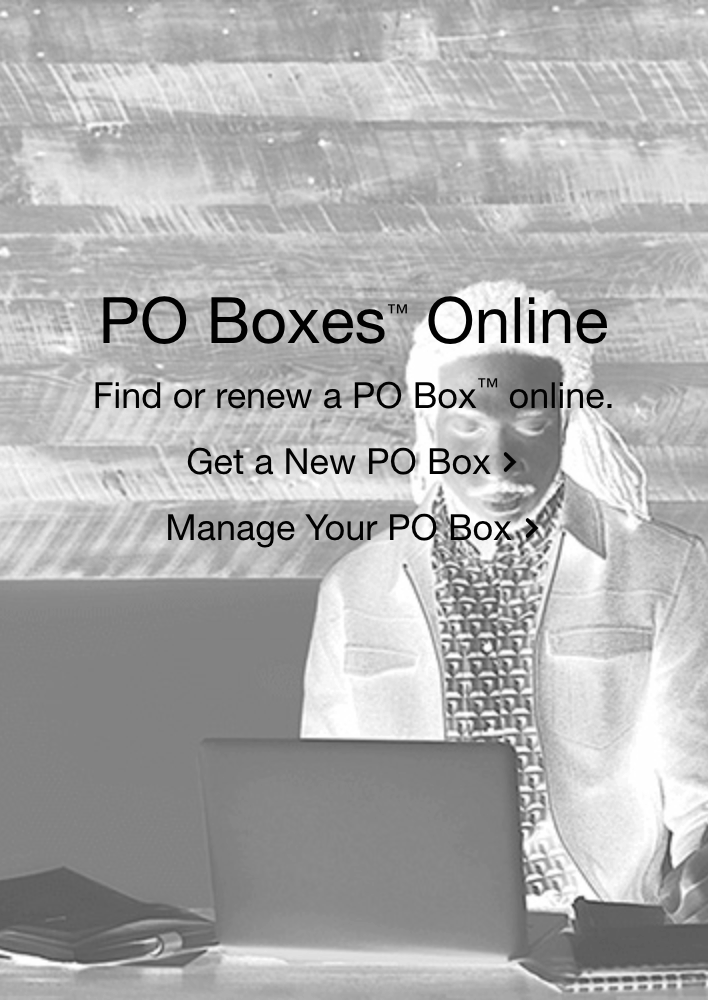 PO Boxes™ Online
Find or renew a PO Box™ online.
Get a New PO Box ›
Manage Your PO Box ›